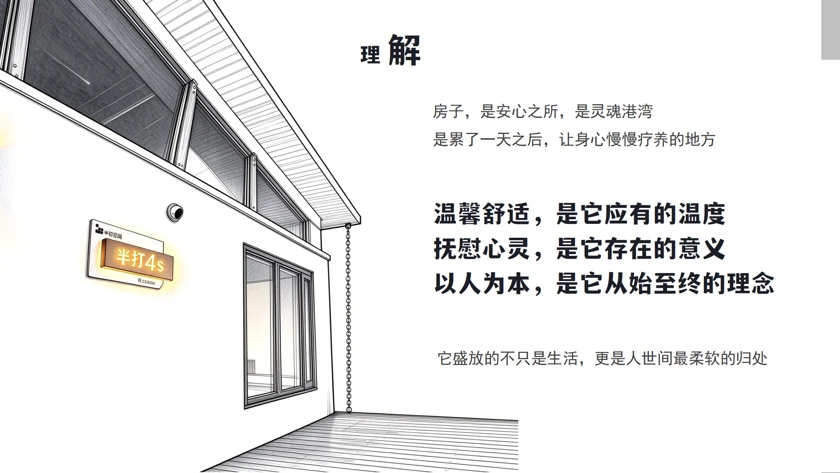 理解
房子，是安心之所，是灵魂港湾
是累了一天之后，让身心慢慢疗养的地方
温馨舒适，是它应有的温度
抚慰心灵，是它存在的意义
以人为本，是它从始至终的理念
它盛放的不只是生活，更是人世间最柔软的归处
半打4s